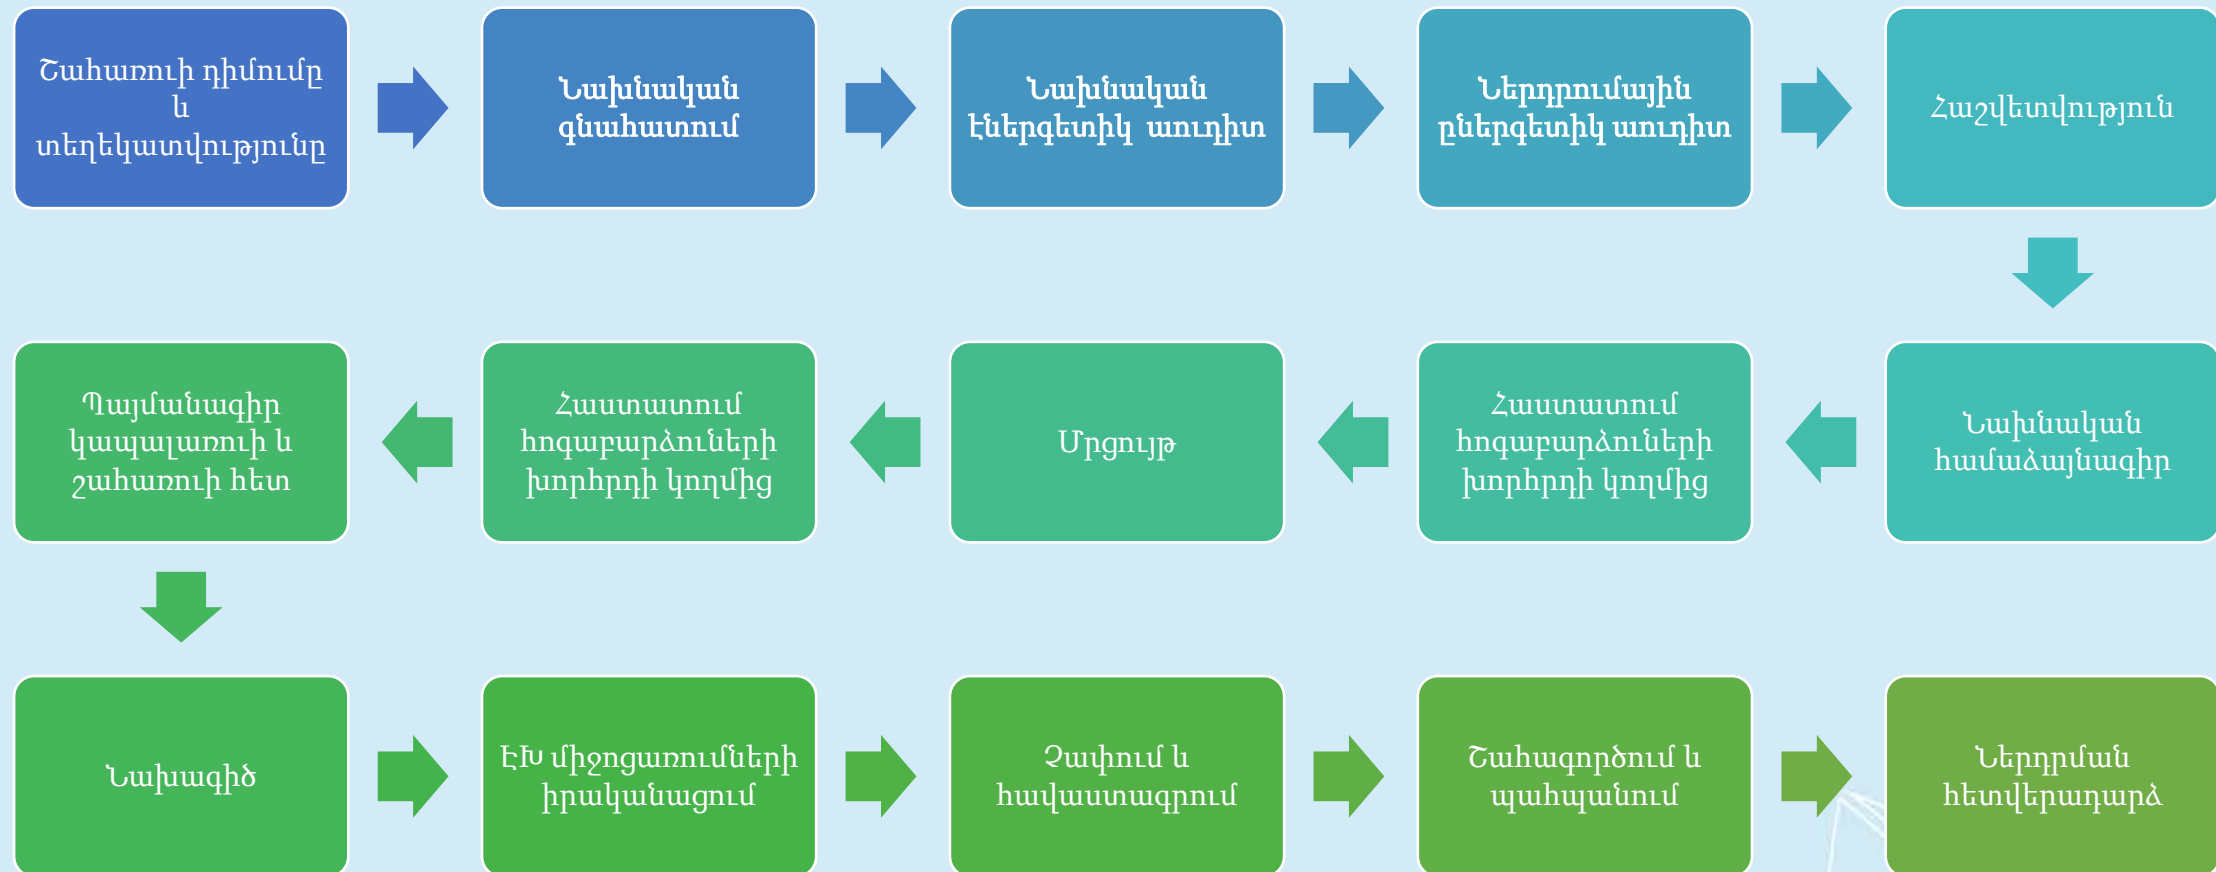 Շահառուի դիմումը
և
տեղեկատվությունը
Նախնական
գնահատում
Նախնական
էներգետիկ աուդիտ
Ներդրումային
ըներգետիկ աուդիտ
Հաշվետվություն
Նախնական
համաձայնագիր
Հաստատում
հոգաբարձուների
խորհրդի կողմից
Մրցույթ
Հաստատում
հոգաբարձուների
խորհրդի կողմից
Պայմանագիր
կապալառուի և
շահառուի հետ
Նախագիծ
ԷԽ միջոցառումների
իրականացում
Չափում և
հավաստագրում
Շահագործում և
պահպանում
Ներդրման
հետվերադարձ